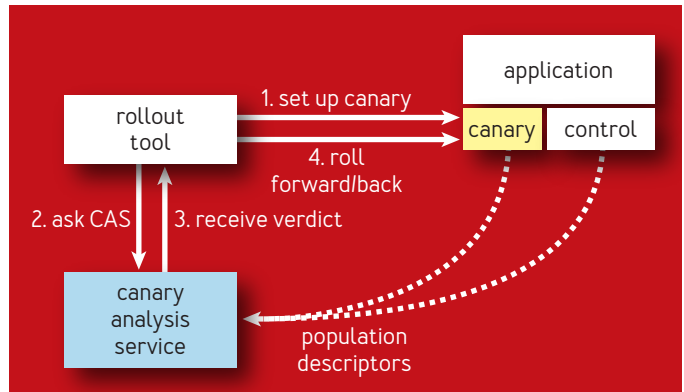 application
1. set up canary
rollout
tool
canary
control
4. roll
forward/back
2. ask CAS
3. receive verdict
canary
analysis
service
population
descriptors